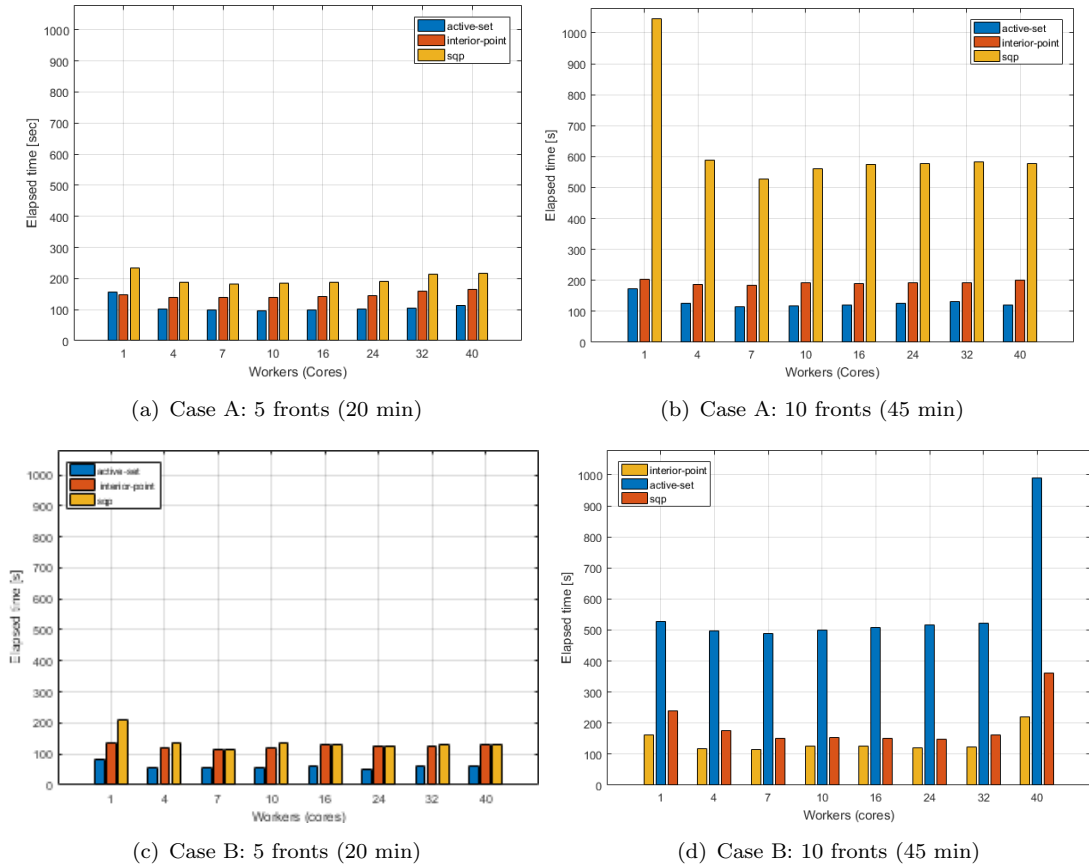 1000
900
800
700
600
500
400
300
200
100
0
Elapsed time [sec]
active-set
interior-point
sqp
1 4 7 10 16 24 32 40
Workers (Cores)
(a) Case A: 5 fronts (20 min)
1000
900
800
700
600
500
400
300
200
100
0
Elapsed time [s]
active-set
interior-point
sqp
1 4 7 10 16 24 32 40
Workers (Cores)
(b) Case A: 10 fronts (45 min)
1000
900
800
700
600
500
400
300
200
100
0
Elapsed time [s]
active-set
interior-point
sqp
1 4 7 10 16 24 32 40
Workers (cores)
(c) Case B: 5 fronts (20 min)
1000
900
800
700
600
500
400
300
200
100
0
Elapsed time [s]
interior-point
active-set
sqp
1 4 7 10 16 24 32 40
Workers (cores)
(d) Case B: 10 fronts (45 min)